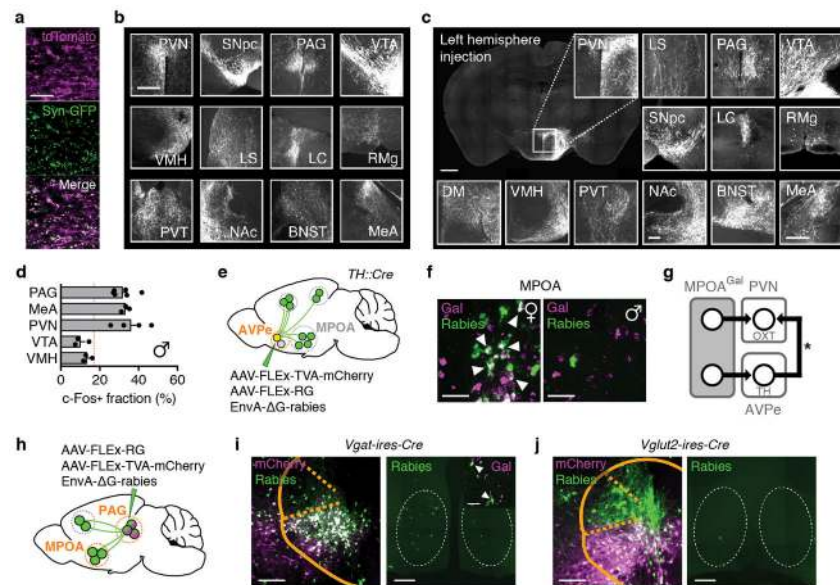 a
tdTomato
Syn-GFP
Merge
b
PVN
SNpc
PAG
VTA
VMH
LS
LC
RMg
PVT
NAc
BNST
MeA
c
Left hemisphere
injection
PVN
LS
PAG
VTA
SNpc
LC
RMg
DM
VMH
PVT
NAc
BNST
MeA
d
PAG
MeA
PVN
VTA
VMH
♂
0 20 40 60
c-Fos+ fraction (%)
e
TH::Cre
AVPe
MPOA
AAV-FLEx-TVA-mCherry
AAV-FLEx-RG
EnvA-ΔG-rabies
f
MPOA
Gal
Rabies
♀
Gal
Rabies
♂
g
MPOA^Gal PVN
OXT
*
TH
AVPe
h
AAV-FLEx-RG
AAV-FLEx-TVA-mCherry
EnvA-ΔG-rabies
PAG
MPOA
i
Vgat-ires-Cre
mCherry
Rabies
Rabies
Gal
j
Vglut2-ires-Cre
mCherry
Rabies
Rabies